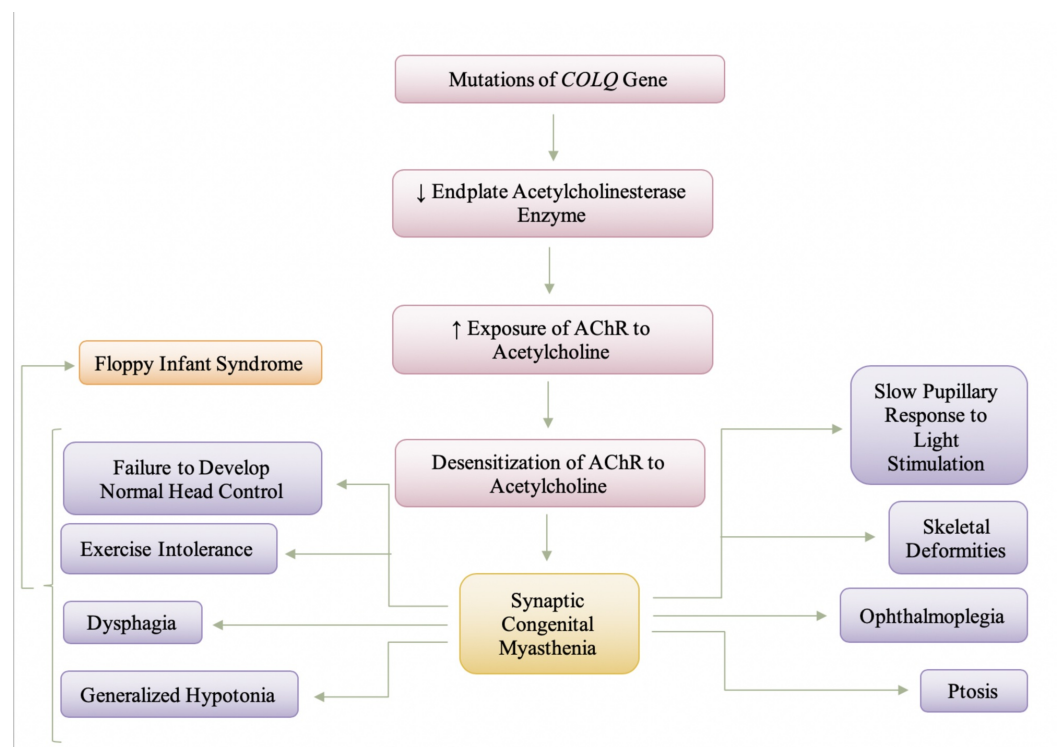 Mutations of COLQ Gene
↓ Endplate Acetylcholinesterase
Enzyme
↑ Exposure of AChR to
Acetylcholine
Desensitization of AChR to
Acetylcholine
Synaptic
Congenital
Myasthenia
Floppy Infant Syndrome
Failure to Develop
Normal Head Control
Exercise Intolerance
Dysphagia
Generalized Hypotonia
Slow Pupillary
Response to
Light
Stimulation
Skeletal
Deformities
Ophthalmoplegia
Ptosis